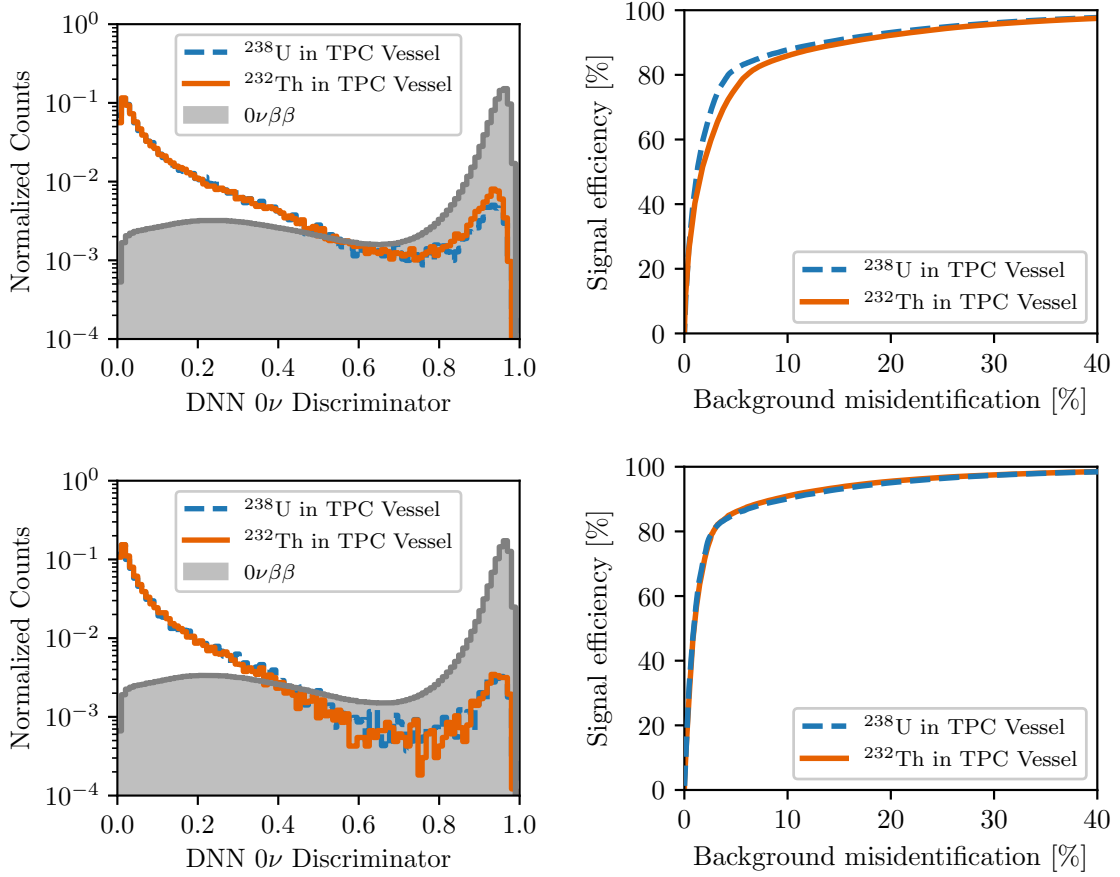 Normalized Counts
10⁰
10⁻¹
10⁻²
10⁻³
10⁻⁴
²³⁸U in TPC Vessel
²³²Th in TPC Vessel
0νββ
0.0 0.2 0.4 0.6 0.8 1.0
DNN 0ν Discriminator
Signal efficiency [%]
100
80
60
40
20
0
²³⁸U in TPC Vessel
²³²Th in TPC Vessel
0 10 20 30 40
Background misidentification [%]
Normalized Counts
10⁰
10⁻¹
10⁻²
10⁻³
10⁻⁴
²³⁸U in TPC Vessel
²³²Th in TPC Vessel
0νββ
0.0 0.2 0.4 0.6 0.8 1.0
DNN 0ν Discriminator
Signal efficiency [%]
100
80
60
40
20
0
²³⁸U in TPC Vessel
²³²Th in TPC Vessel
0 10 20 30 40
Background misidentification [%]